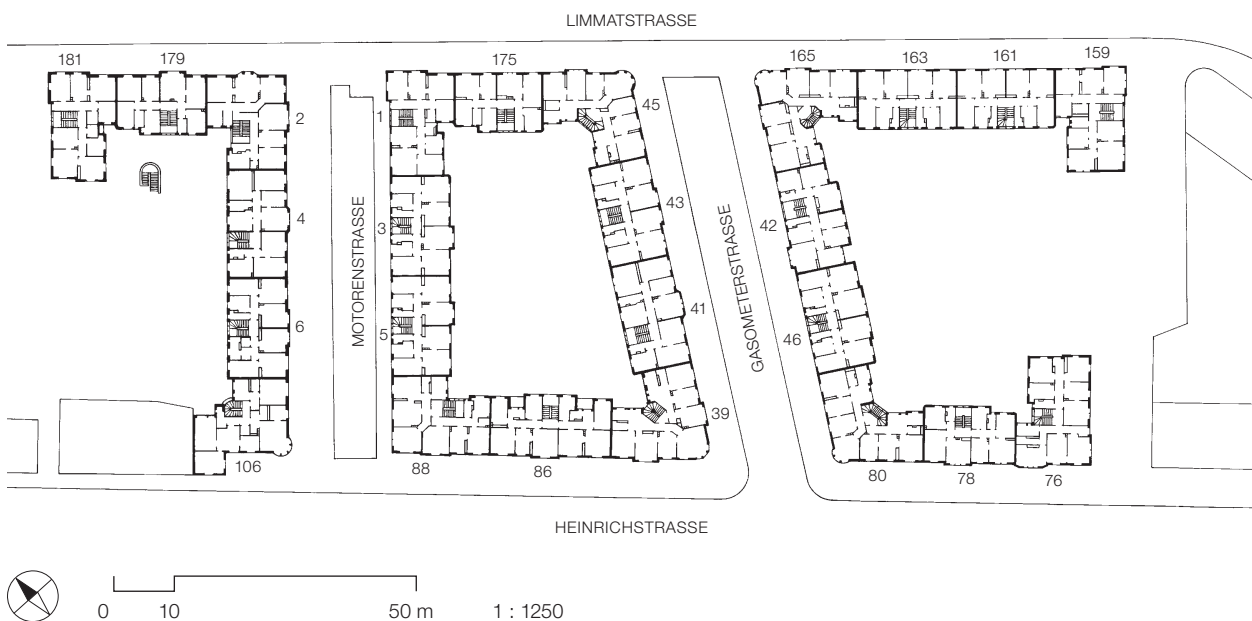 LIMMATSTRASSE
181 179 175 165 163 161 159
2 1 45
4 3 43 42
MOTORENSTRASSE
GASOMETERSTRASSE
6 5 41 46
39
106 88 86 80 78 76
HEINRICHSTRASSE
0 10 50 m 1 : 1250